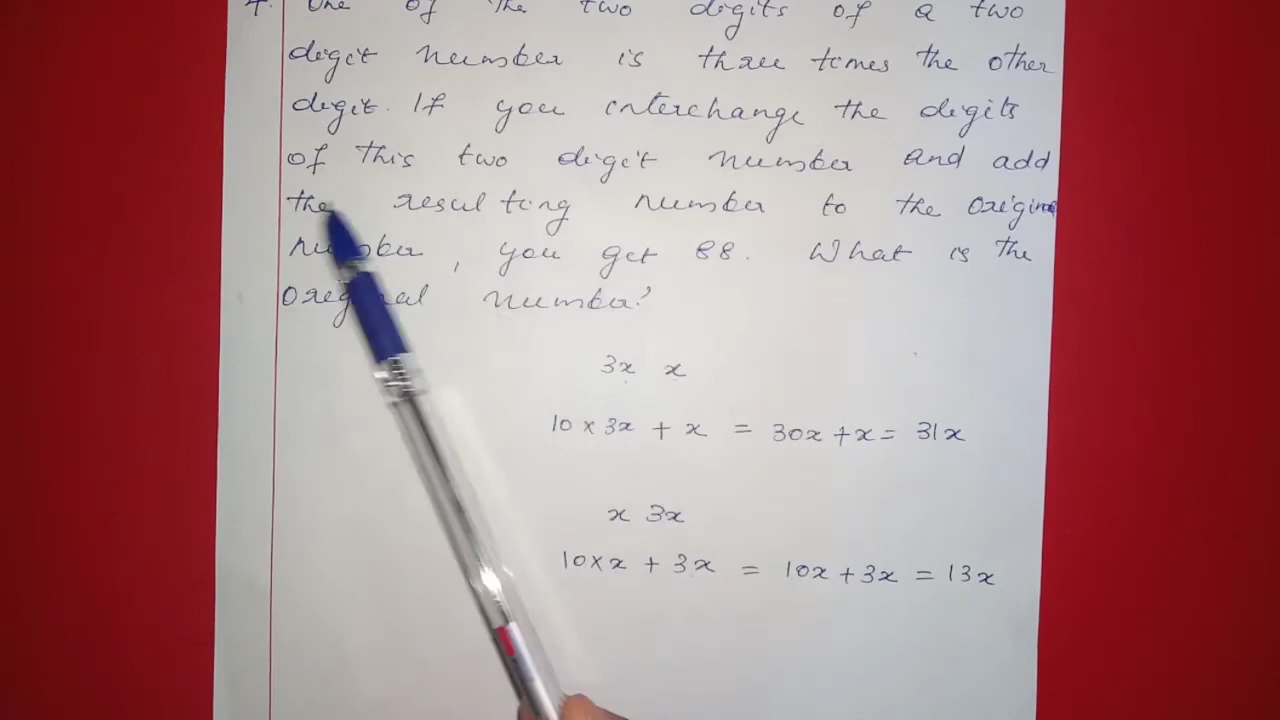 4. One of the two digits of a two
digit number is three times the other
digit. If you interchange the digits
of this two digit number and add
the resulting number to the original
number, you get 88. What is the
original number?
3x x
10 × 3x + x = 30x + x = 31x
x 3x
10 × x + 3x = 10x + 3x = 13x